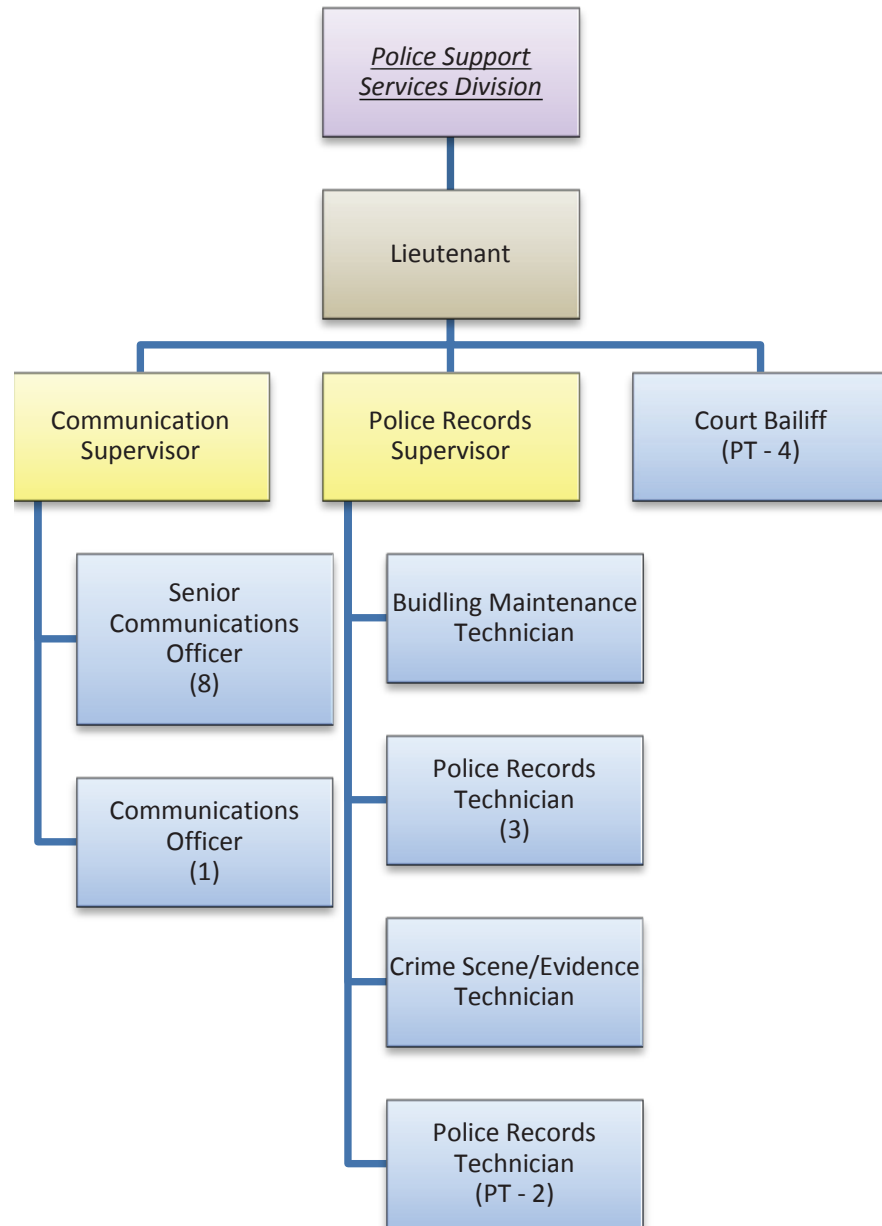 Police Support
Services Division
Lieutenant
Communication
Supervisor
Police Records
Supervisor
Court Bailiff
(PT - 4)
Senior
Communications
Officer
(8)
Communications
Officer
(1)
Buidling Maintenance
Technician
Police Records
Technician
(3)
Crime Scene/Evidence
Technician
Police Records
Technician
(PT - 2)